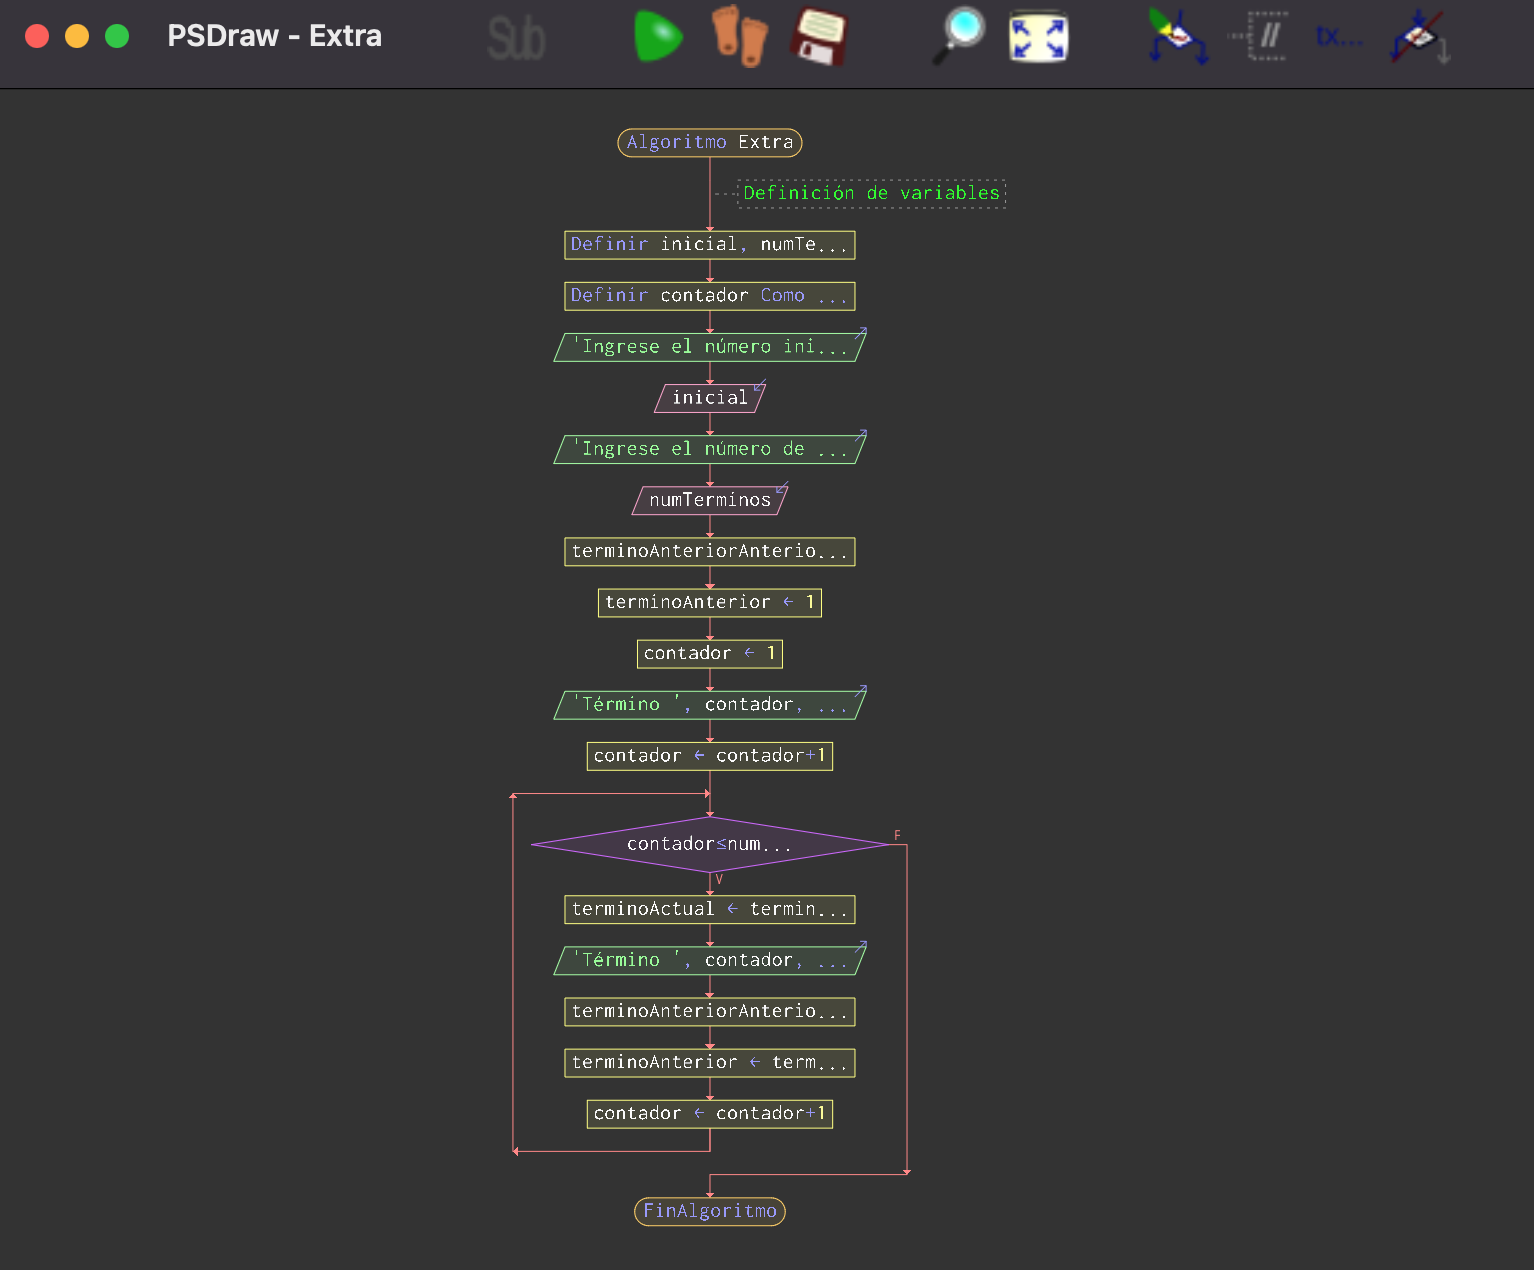 PSDraw - Extra
Sub
//
tx...
Algoritmo Extra
Definición de variables
Definir inicial, numTe...
Definir contador Como ...
'Ingrese el número ini...
inicial
'Ingrese el número de ...
numTerminos
terminoAnteriorAnterio...
terminoAnterior ← 1
contador ← 1
'Término ', contador, ...
contador ← contador+1
contador≤num...
F
V
terminoActual ← termin...
'Término ', contador, ...
terminoAnteriorAnterio...
terminoAnterior ← term...
contador ← contador+1
FinAlgoritmo